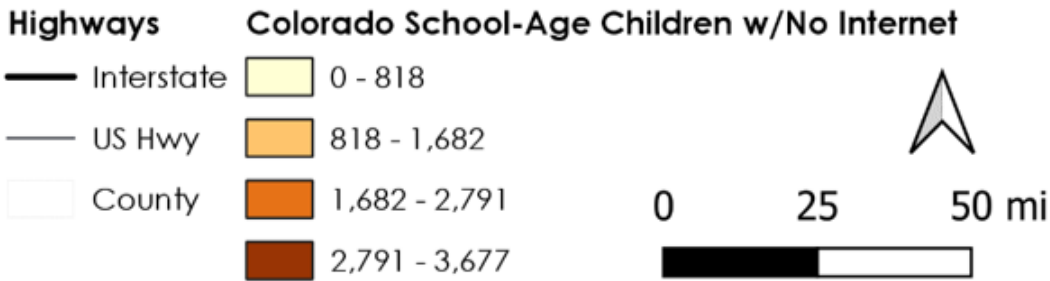 Highways Colorado School-Age Children w/No Internet
Interstate 0 - 818
US Hwy 818 - 1,682
County 1,682 - 2,791 0 25 50 mi
2,791 - 3,677